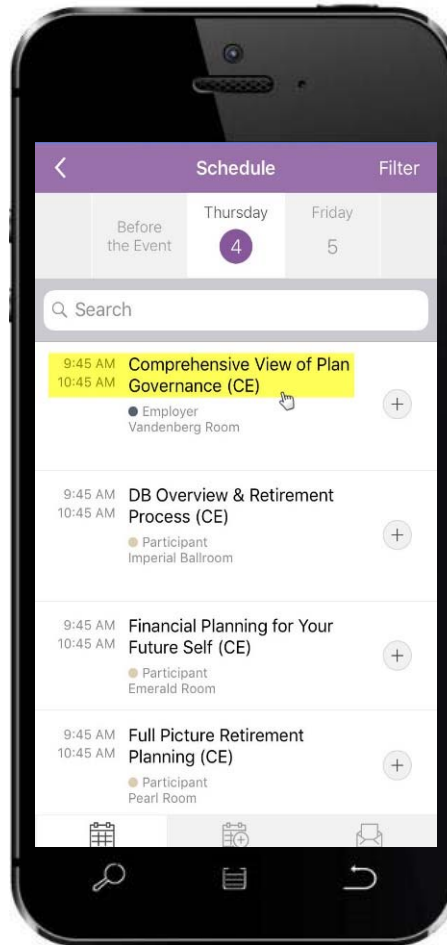 Schedule
Filter
Before
the Event
Thursday
4
Friday
5
Search
9:45 AM Comprehensive View of Plan
10:45 AM Governance (CE)
Employer
Vandenberg Room
9:45 AM DB Overview & Retirement
10:45 AM Process (CE)
Participant
Imperial Ballroom
9:45 AM Financial Planning for Your
10:45 AM Future Self (CE)
Participant
Emerald Room
9:45 AM Full Picture Retirement
10:45 AM Planning (CE)
Participant
Pearl Room